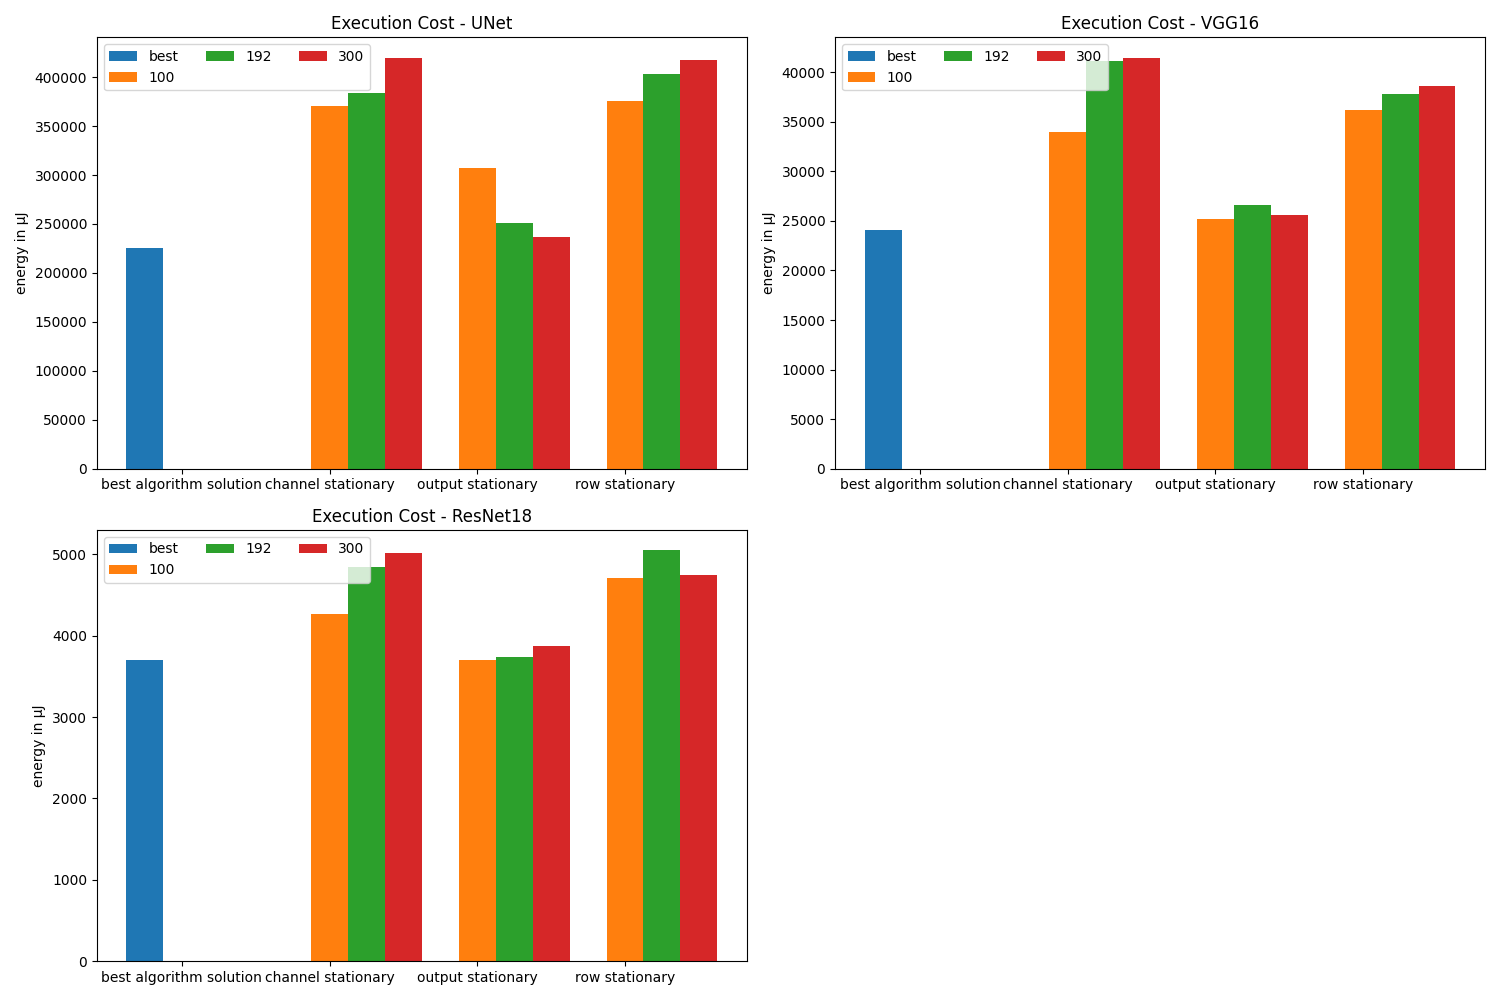 Execution Cost - UNet
best 192 300
100
energy in µJ
400000
350000
300000
250000
200000
150000
100000
50000
0
best algorithm solution channel stationary output stationary row stationary
Execution Cost - VGG16
best 192 300
100
energy in µJ
40000
35000
30000
25000
20000
15000
10000
5000
0
best algorithm solution channel stationary output stationary row stationary
Execution Cost - ResNet18
best 192 300
100
energy in µJ
5000
4000
3000
2000
1000
0
best algorithm solution channel stationary output stationary row stationary